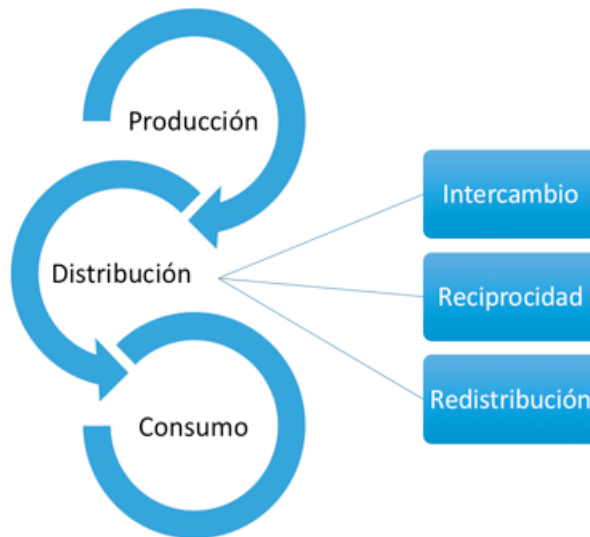 Producción
Distribución
Consumo
Intercambio
Reciprocidad
Redistribución